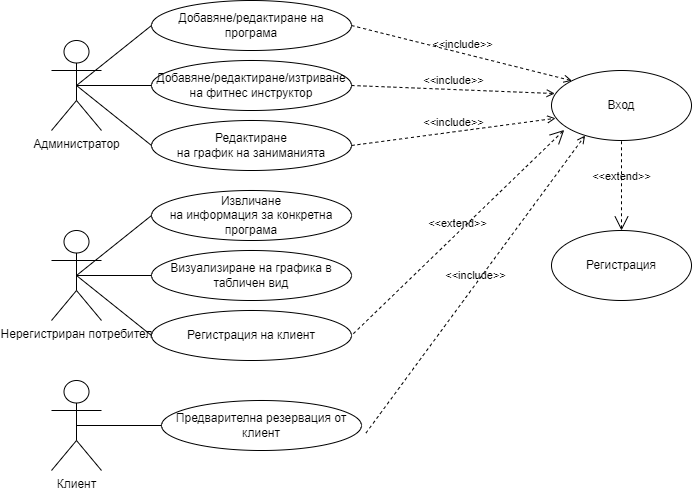 Добавяне/редактиране на
програма
<<include>>
Добавяне/редактиране/изтриване
на фитнес инструктор
<<include>>
Администратор
Редактиране
на график на заниманията
<<include>>
Вход
<<extend>>
Извличане
на информация за конкретна
програма
<<extend>>
Визуализиране на графика в
табличен вид
<<include>>
Регистрация
Нерегистриран потребител
Регистрация на клиент
Предварителна резервация от
клиент
Клиент